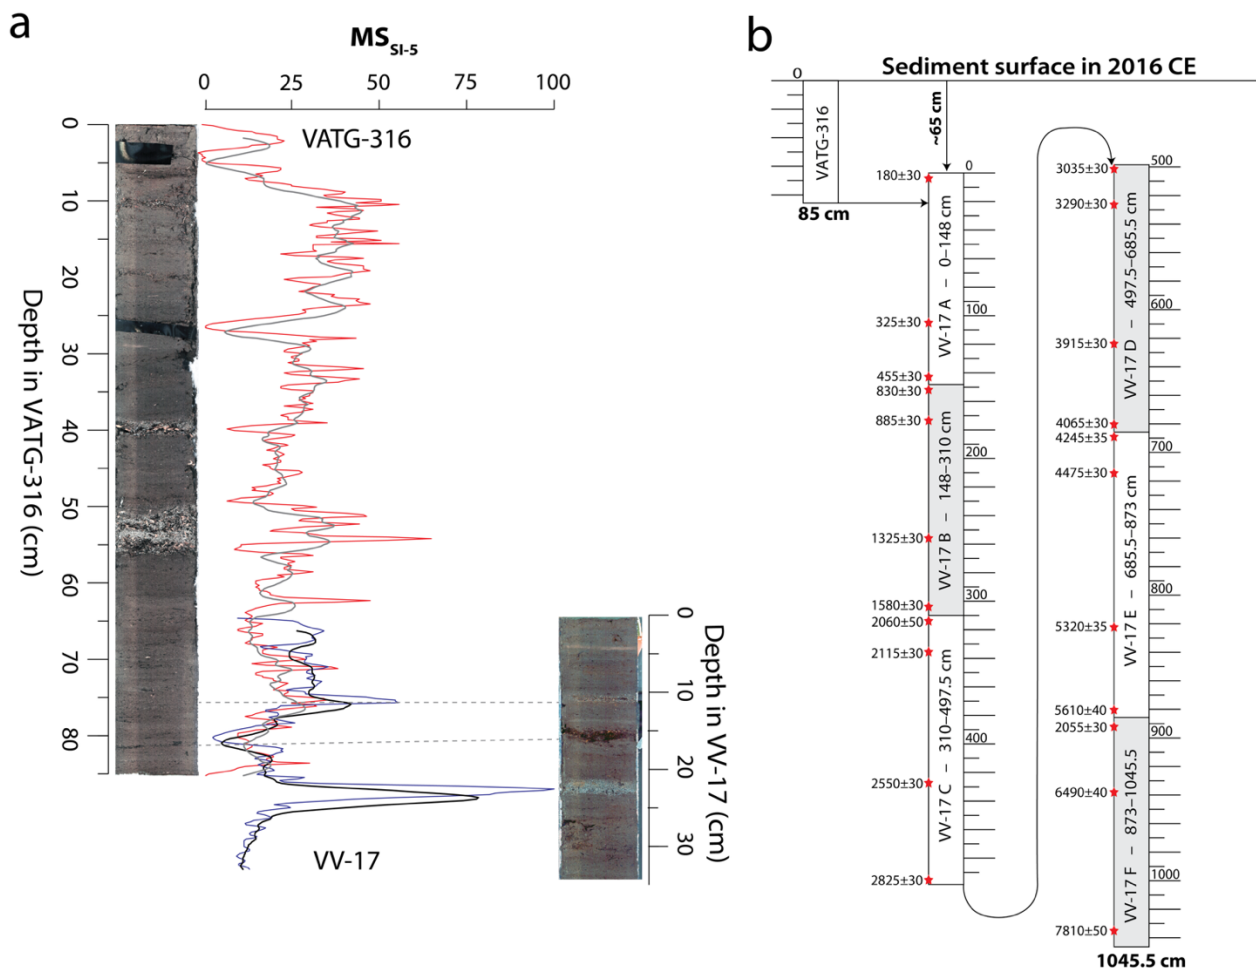 a
MS SI-5
0 25 50 75 100
VATG-316
0
10
20
30
40
50
60
70
80
Depth in VATG-316 (cm)
0
10
20
30
Depth in VV-17 (cm)
VV-17
b
Sediment surface in 2016 CE
0
VATG-316
85 cm
~65 cm
0
100
200
300
400
180±30
325±30
455±30
830±30
885±30
1325±30
1580±30
2060±50
2115±30
2550±30
2825±30
VV-17 A – 0–148 cm
VV-17 B – 148–310 cm
VV-17 C – 310–497.5 cm
500
600
700
800
900
1000
3035±30
3290±30
3915±30
4065±30
4245±35
4475±30
5320±35
5610±40
2055±30
6490±40
7810±50
VV-17 D – 497.5–685.5 cm
VV-17 E – 685.5–873 cm
VV-17 F – 873–1045.5
1045.5 cm